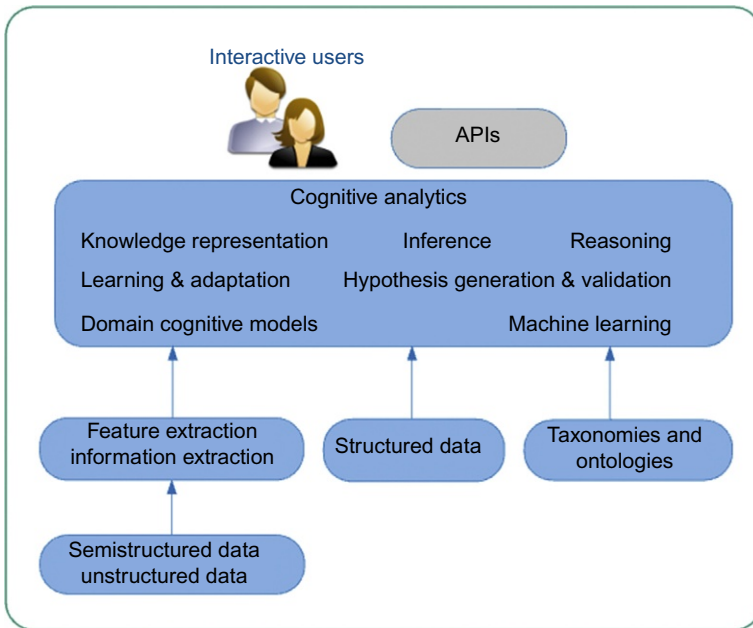 Interactive users
APIs
Cognitive analytics
Knowledge representation Inference Reasoning
Learning & adaptation Hypothesis generation & validation
Domain cognitive models Machine learning
Feature extraction
information extraction
Structured data
Taxonomies and
ontologies
Semistructured data
unstructured data